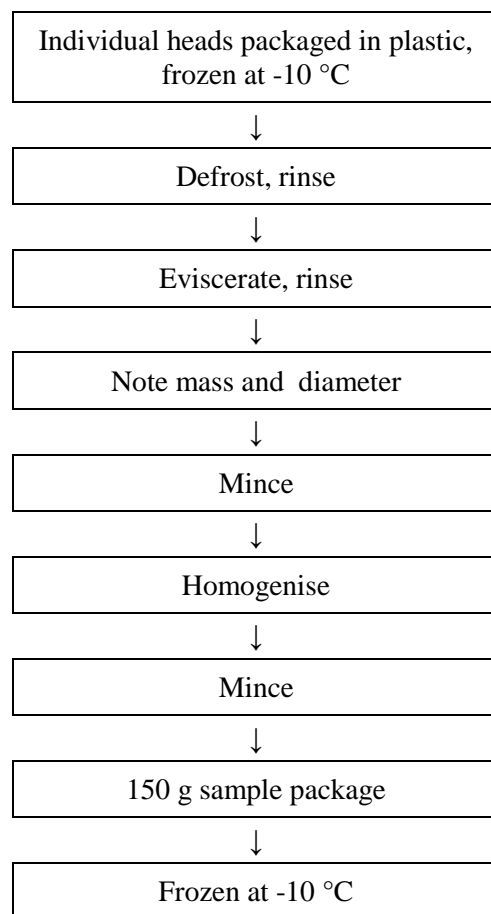 Individual heads packaged in plastic,
frozen at -10 °C
↓
Defrost, rinse
↓
Eviscerate, rinse
↓
Note mass and  diameter
↓
Mince
↓
Homogenise
↓
Mince
↓
150 g sample package
↓
Frozen at -10 °C